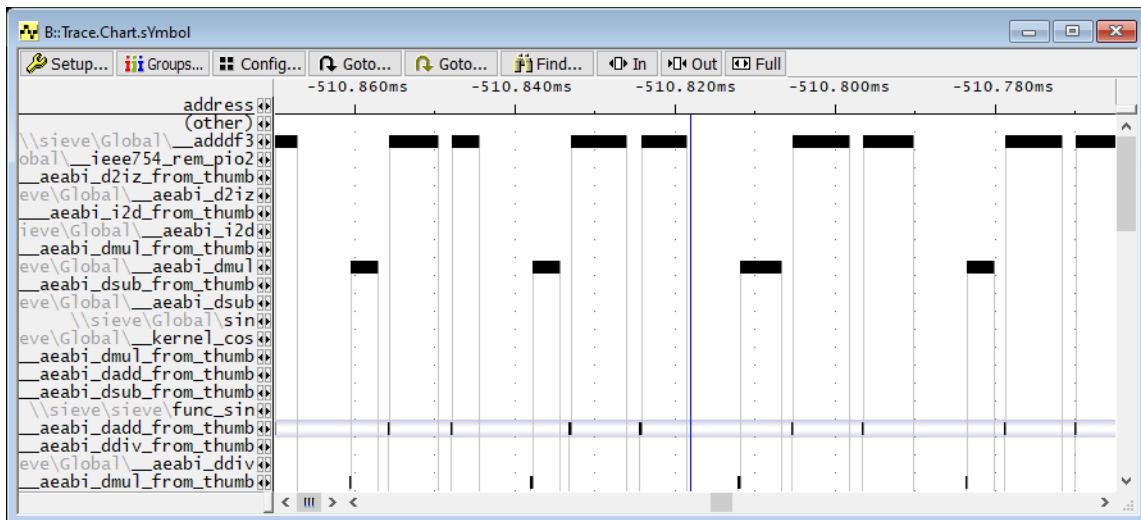 B::Trace.Chart.sYmbol
Setup... Groups... Config... Goto... Goto... Find... In Out Full
-510.860ms -510.840ms -510.820ms -510.800ms -510.780ms
address
(other)
\\sieve\Global\__adddf3
obal\__ieee754_rem_pio2
__aeabi_d2iz_from_thumb
eve\Global\__aeabi_d2iz
___aeabi_i2d_from_thumb
ieve\Global\__aeabi_i2d
__aeabi_dmul_from_thumb
eve\Global\__aeabi_dmul
__aeabi_dsub_from_thumb
eve\Global\__aeabi_dsub
\\sieve\Global\sin
eve\Global\__kernel_cos
__aeabi_dmul_from_thumb
__aeabi_dadd_from_thumb
__aeabi_dsub_from_thumb
\\sieve\sieve\func_sin
__aeabi_dadd_from_thumb
__aeabi_ddiv_from_thumb
eve\Global\__aeabi_ddiv
__aeabi_dmul_from_thumb